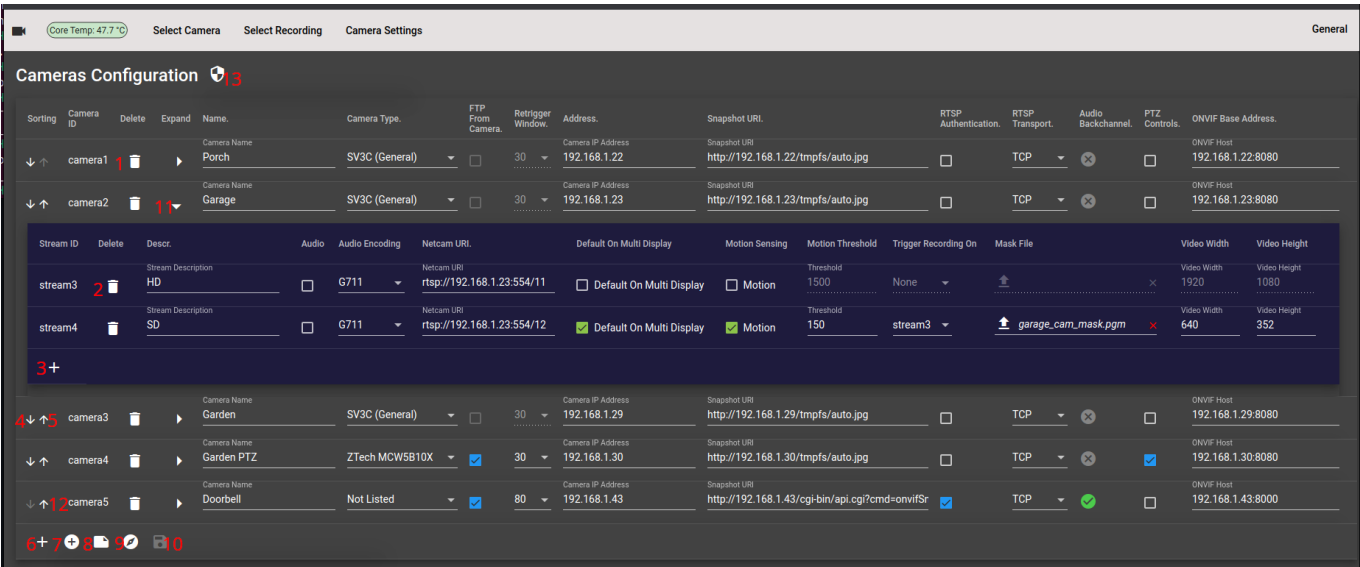 Core Temp: 47.7 °C Select Camera Select Recording Camera Settings General
Cameras Configuration 13
Sorting Camera ID Delete Expand Name. Camera Type. FTP From Camera. Retrigger Window. Address. Snapshot URI. RTSP Authentication. RTSP Transport. Audio Backchannel. PTZ Controls. ONVIF Base Address.
Camera Name Camera IP Address Snapshot URI ONVIF Host
camera1 1 Porch SV3C (General) 30 192.168.1.22 http://192.168.1.22/tmpfs/auto.jpg TCP 192.168.1.22:8080
Camera Name Camera IP Address Snapshot URI ONVIF Host
camera2 11 Garage SV3C (General) 30 192.168.1.23 http://192.168.1.23/tmpfs/auto.jpg TCP 192.168.1.23:8080
Stream ID Delete Descr. Audio Audio Encoding Netcam URI. Default On Multi Display Motion Sensing Motion Threshold Trigger Recording On Mask File Video Width Video Height
Stream Description Netcam URI Threshold Video Width Video Height
stream3 2 HD G711 rtsp://192.168.1.23:554/11 Default On Multi Display Motion 1500 None 1920 1080
Stream Description Netcam URI Threshold Video Width Video Height
stream4 SD G711 rtsp://192.168.1.23:554/12 Default On Multi Display Motion 150 stream3 garage_cam_mask.pgm 640 352
3
Camera Name Camera IP Address Snapshot URI ONVIF Host
4 5 camera3 Garden SV3C (General) 30 192.168.1.29 http://192.168.1.29/tmpfs/auto.jpg TCP 192.168.1.29:8080
Camera Name Camera IP Address Snapshot URI ONVIF Host
camera4 Garden PTZ ZTech MCW5B10X 30 192.168.1.30 http://192.168.1.30/tmpfs/auto.jpg TCP 192.168.1.30:8080
Camera Name Camera IP Address Snapshot URI ONVIF Host
12 camera5 Doorbell Not Listed 80 192.168.1.43 http://192.168.1.43/cgi-bin/api.cgi?cmd=onvifSr TCP 192.168.1.43:8000
6 7 8 9 10